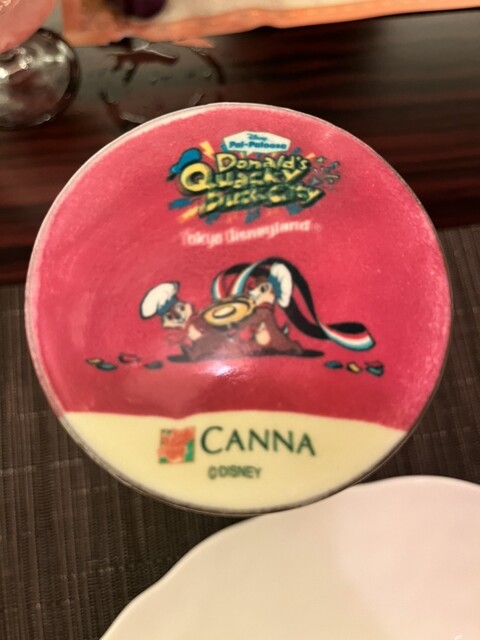 Disney
Pal-Palooza
Donald's
Quacky
Duck City
Tokyo Disneyland
CANNA
©DISNEY